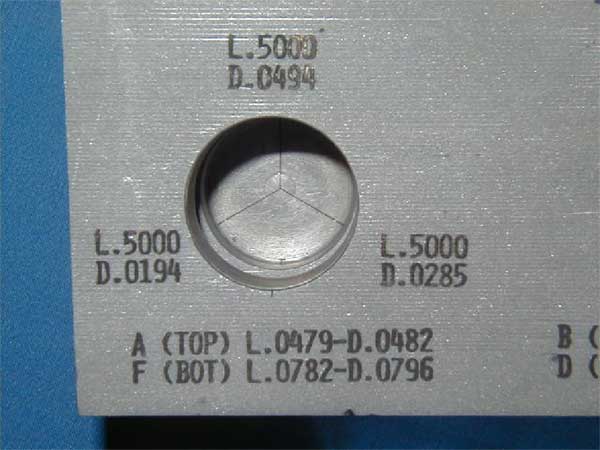 L.5000
D.0494
L.5000
D.0194
L.5000
D.0285
A (TOP) L.0479-D.0482
F (BOT) L.0782-D.0796
B (
D (